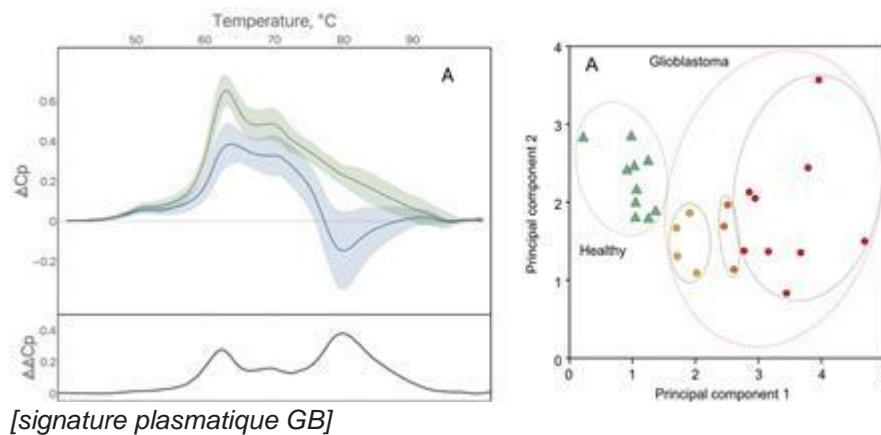 Temperature, °C
50 60 70 80 90
A
0.6
0.4
0.2
0
−0.2
ΔCp
0.4
0.2
0
ΔΔCp
A
Glioblastoma
Healthy
4
3
2
1
0
Principal component 2
0 1 2 3 4
Principal component 1
[signature plasmatique GB]